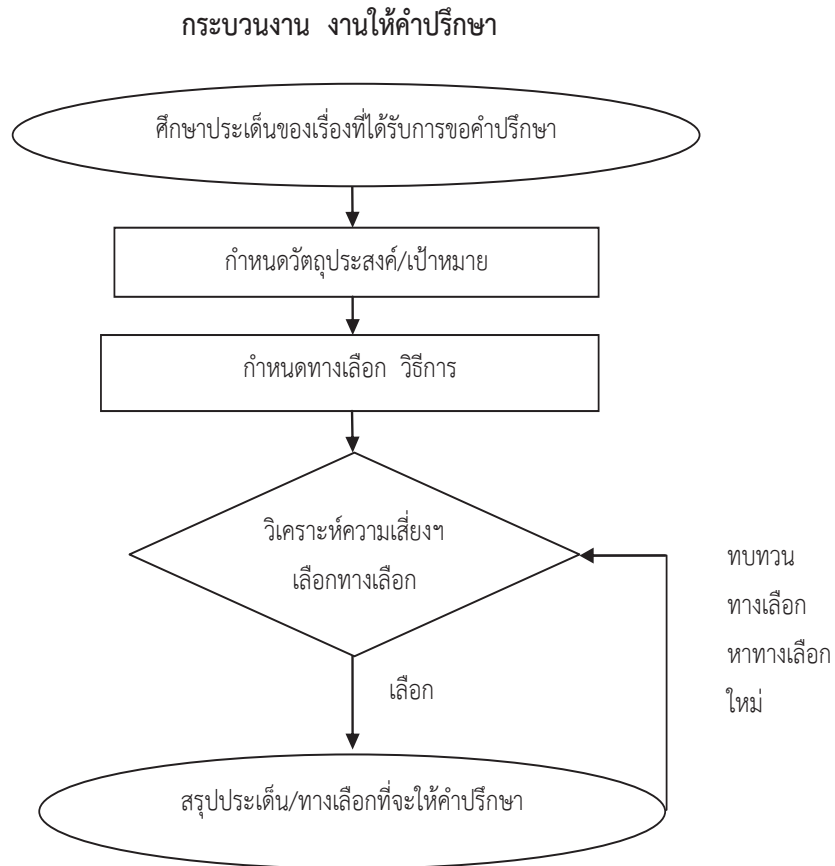 กระบวนงาน งานให้คำปรึกษา
ศึกษาประเด็นของเรื่องที่ได้รับการขอคำปรึกษา
กำหนดวัตถุประสงค์/เป้าหมาย
กำหนดทางเลือก วิธีการ
วิเคราะห์ความเสี่ยงฯ
เลือกทางเลือก
ทบทวน
ทางเลือก
หาทางเลือก
ใหม่
เลือก
สรุปประเด็น/ทางเลือกที่จะให้คำปรึกษา